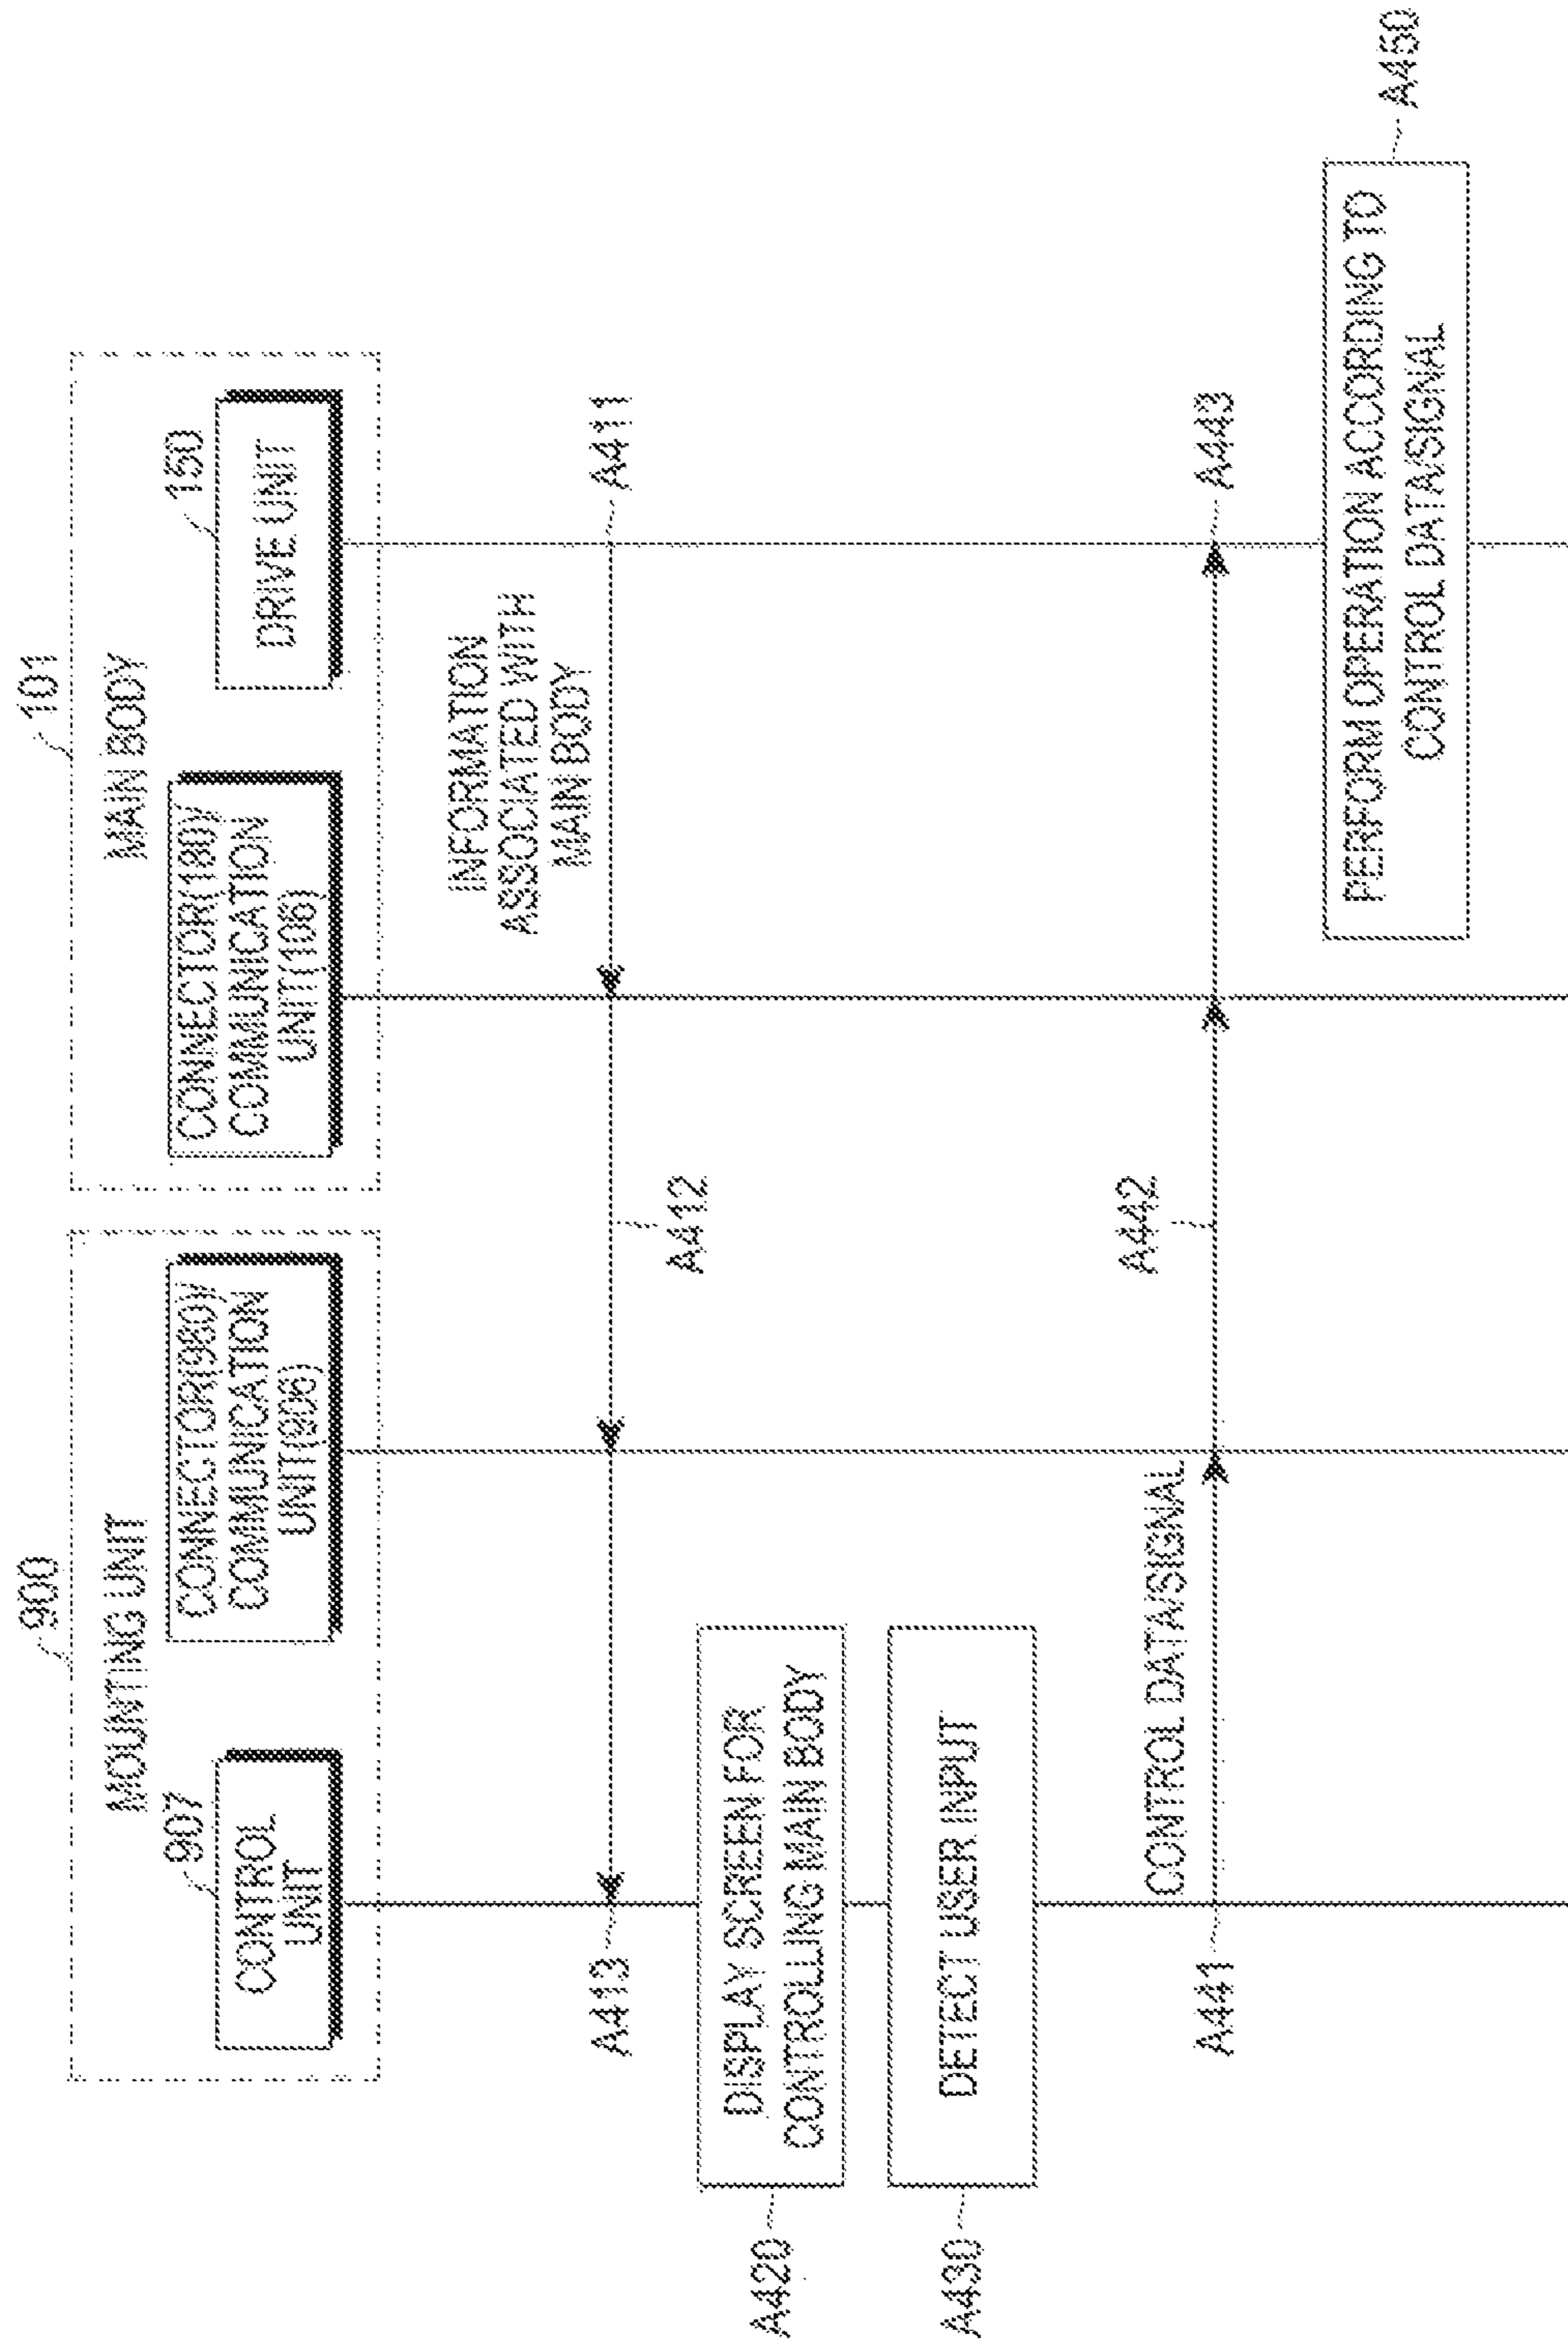 900
101
MOUNTING UNIT
MAIN BODY
907
150
CONTROL
UNIT
CONNECTOR(980)/
COMMUNICATION
UNIT(906)
CONNECTOR(180)/
COMMUNICATION
UNIT(106)
DRIVE UNIT
INFORMATION
ASSOCIATED WITH
MAIN BODY
A413
A411
A412
A420
DISPLAY SCREEN FOR
CONTROLLING MAIN BODY
A430
DETECT USER INPUT
A442
CONTROL DATA/SIGNAL
A441
A443
PERFORM OPERATION ACCORDING TO
CONTROL DATA/SIGNAL
A450